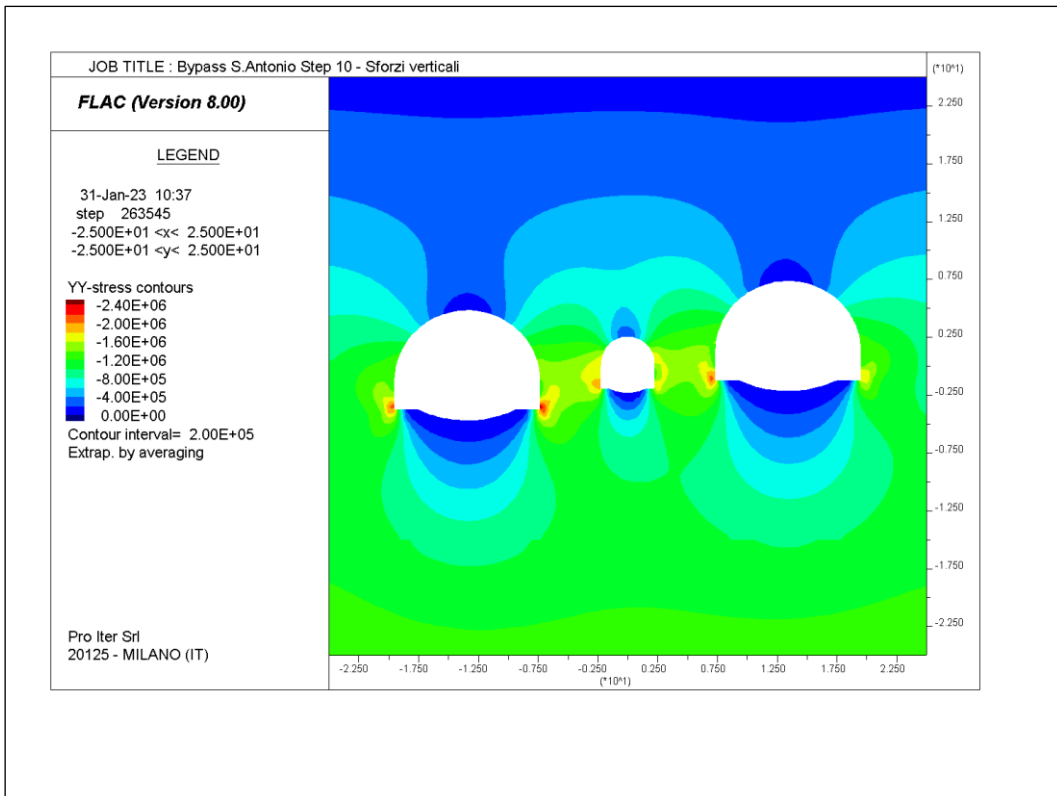 JOB TITLE : Bypass S.Antonio Step 10 - Sforzi verticali
(*10^1)
FLAC (Version 8.00)
LEGEND
31-Jan-23 10:37
step 263545
-2.500E+01 <x< 2.500E+01
-2.500E+01 <y< 2.500E+01
YY-stress contours
-2.40E+06
-2.00E+06
-1.60E+06
-1.20E+06
-8.00E+05
-4.00E+05
0.00E+00
Contour interval= 2.00E+05
Extrap. by averaging
Pro Iter Srl
20125 - MILANO (IT)
2.250
1.750
1.250
0.750
0.250
-0.250
-0.750
-1.250
-1.750
-2.250
-2.250 -1.750 -1.250 -0.750 -0.250 0.250 0.750 1.250 1.750 2.250
(*10^1)